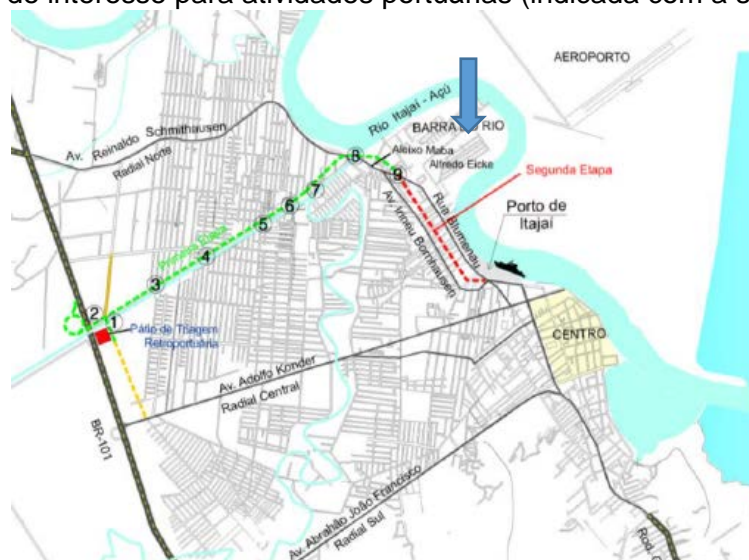 de interesse para atividades portuárias (indicada com a s
AEROPORTO
Rio Itajaí - Açú
BARRA DO RIO
Av. Reinaldo Schmithausen
Radial Norte
Aleixo Maba
Alfredo Eicke
Segunda Etapa
Rua Blumenau
Av. Irineu Bornhausen
Porto de
Itajaí
Primeira Etapa
8
9
7
6
5
4
3
2
1
Pátio de Triagem
Retroportuária
CENTRO
Av. Adolfo Konder
Radial Central
BR-101
Av. Abrahão João Francisco
Radial Sul
Rod